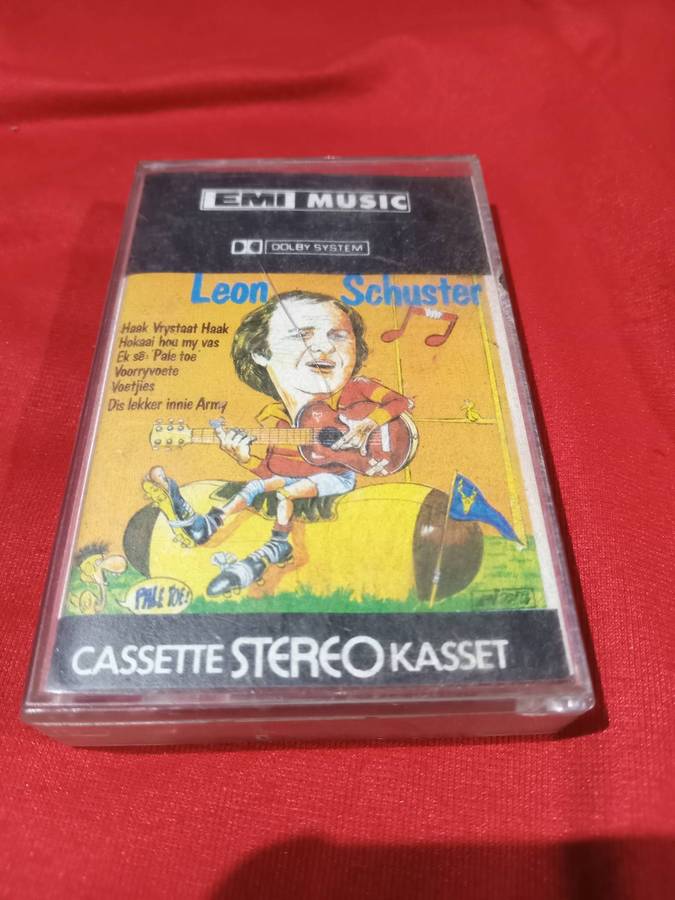 EMI MUSIC
DOLBY SYSTEM
Leon Schuster
Haak Vrystaat Haak
Hokaai hou my vas
Ek sê: 'Pale toe'
Voorryvoete
Voetjies
Dis lekker innie Army
PALE TOE!
CASSETTE STEREO KASSET